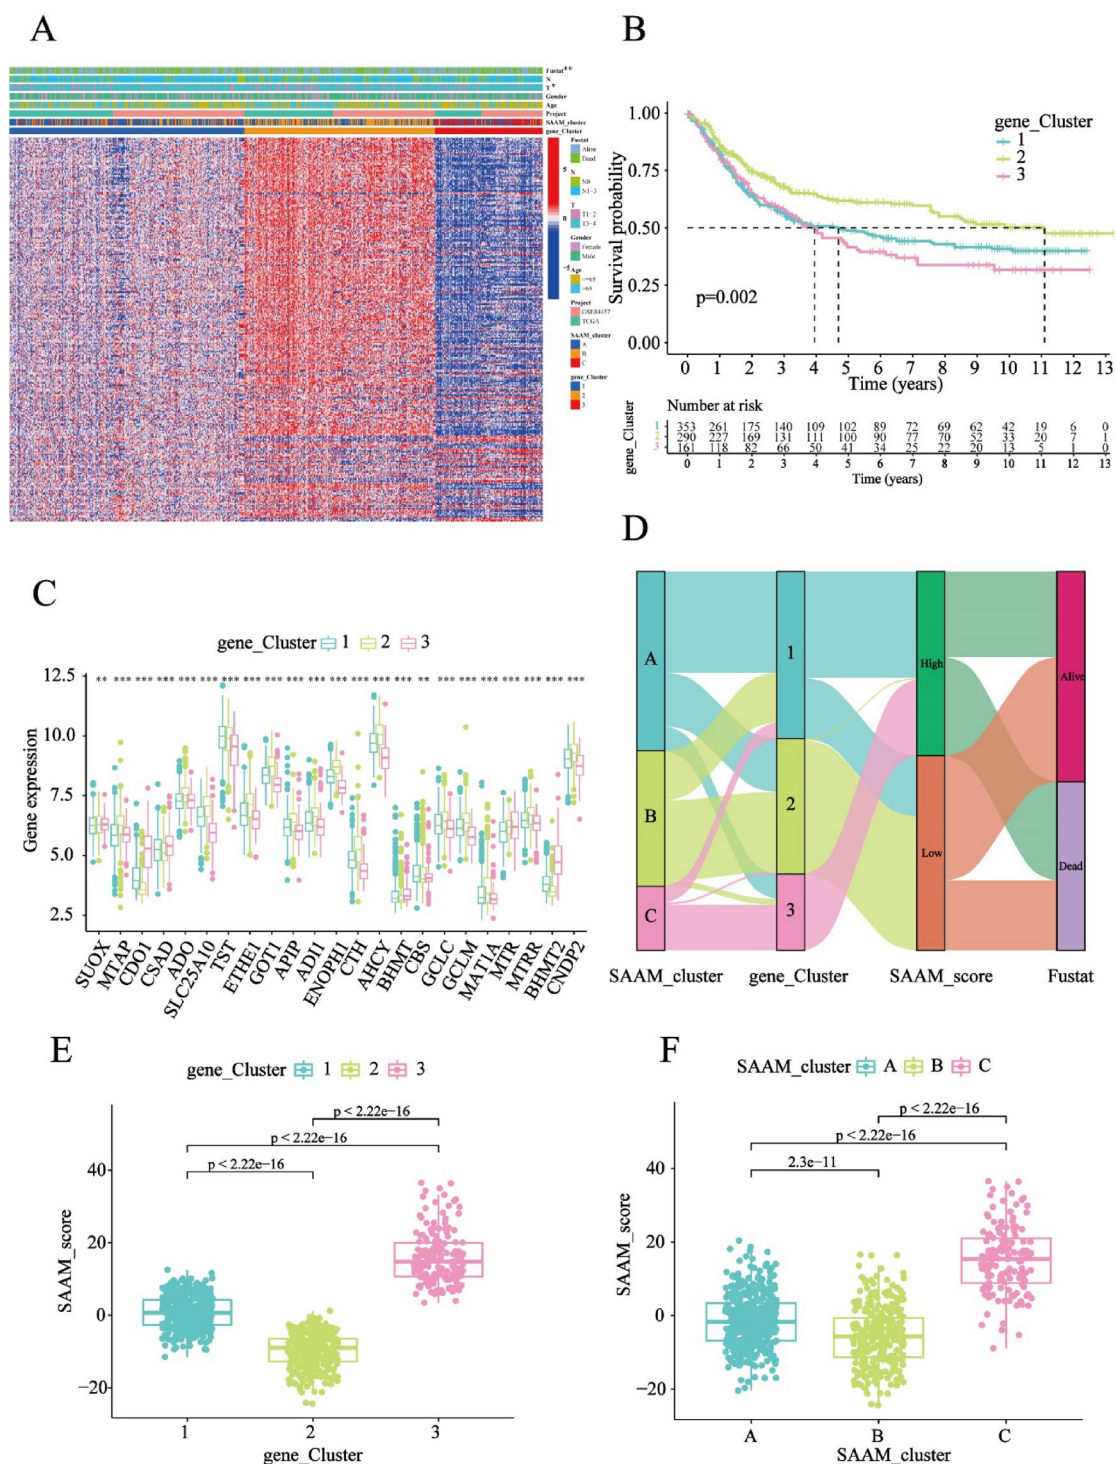 A
Fustat**
N
T*
Gender
Age
Project
SAAM_cluster
gene_Cluster
5
0
−5
Fustat
Alive
Dead
N
N0
N1−3
T
T1−2
T3−4
Gender
Female
Male
Age
<=65
>65
Project
GSE84437
TCGA
SAAM_cluster
A
B
C
gene_Cluster
1
2
3
B
gene_Cluster
1
2
3
Survival probability
1.00
0.75
0.50
0.25
0.00
p=0.002
0 1 2 3 4 5 6 7 8 9 10 11 12 13
Time (years)
Number at risk
gene_Cluster
1 353 261 175 140 109 102 86 72 69 62 42 19 6 0
2 290 227 169 131 111 100 90 77 70 52 33 20 7 1
3 161 118 82 66 50 41 34 25 22 20 13 5 1 0
0 1 2 3 4 5 6 7 8 9 10 11 12 13
Time (years)
C
gene_Cluster 1 2 3
Gene expression
12.5
10.0
7.5
5.0
2.5
** *** *** *** *** *** *** *** *** *** *** *** *** *** *** ** *** *** *** *** *** *** ***
SUOX
MTAP
CDO1
CSAD
ADO
SLC25A10
TST
ETHE1
GOT1
APIP
ADI1
ENOPH1
CTH
AHCY
BHMT
CBS
GCLC
GCLM
MAT1A
MTR
MTRR
BHMT2
CNDP2
D
A
B
C
1
2
3
High
Low
Alive
Dead
SAAM_cluster gene_Cluster SAAM_score Fustat
E
gene_Cluster 1 2 3
p < 2.22e−16
p < 2.22e−16
p < 2.22e−16
SAAM_score
40
20
0
−20
1 2 3
gene_Cluster
F
SAAM_cluster A B C
p < 2.22e−16
p < 2.22e−16
2.3e−11
SAAM_score
40
20
0
−20
A B C
SAAM_cluster